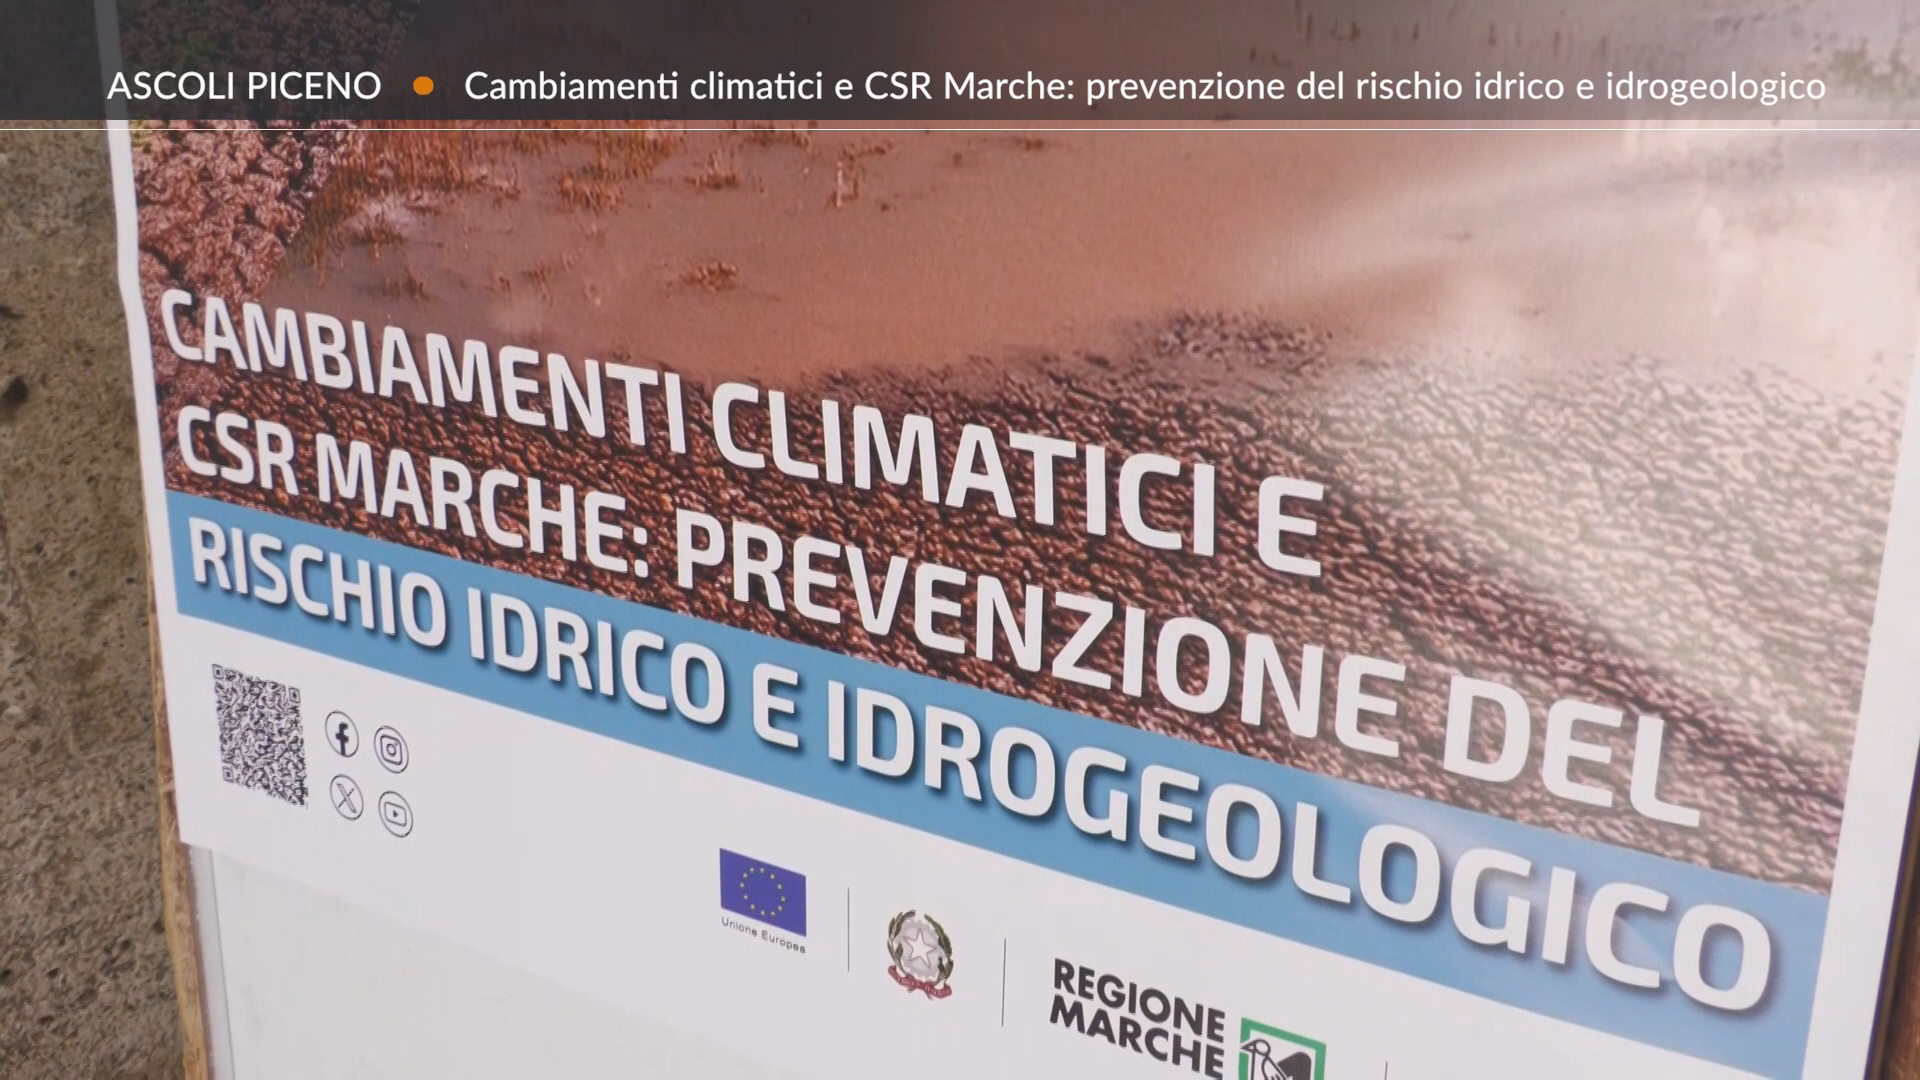 ASCOLI PICENO • Cambiamenti climatici e CSR Marche: prevenzione del rischio idrico e idrogeologico
CAMBIAMENTI CLIMATICI E
CSR MARCHE: PREVENZIONE DEL
RISCHIO IDRICO E IDROGEOLOGICO
Unione Europea
REGIONE
MARCHE